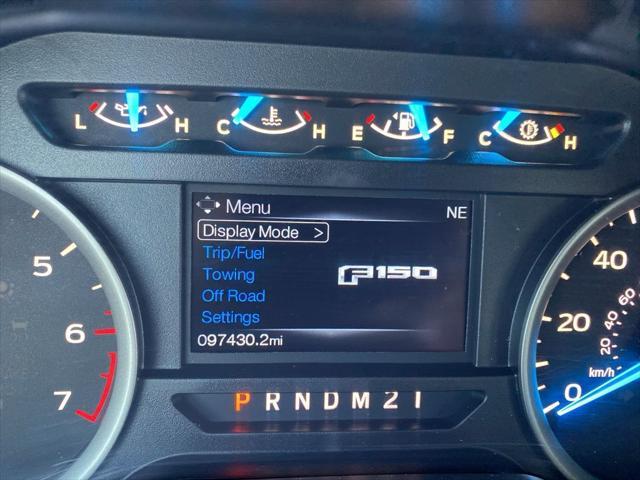 L H C H E F C H
Menu NE
Display Mode >
Trip/Fuel
Towing
Off Road
Settings
F150
097430.2mi
P R N D M 2 1
5
6
7
40
20
0
60
20
km/h